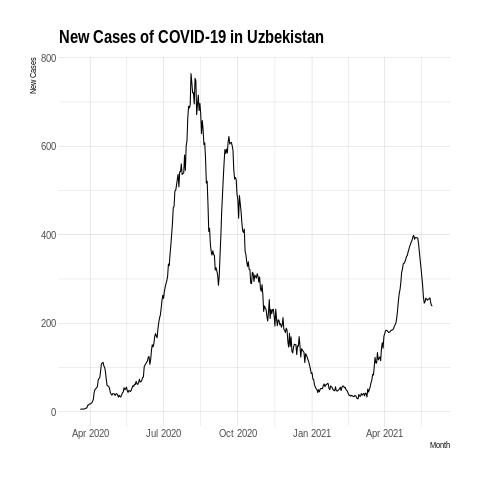 New Cases of COVID-19 in Uzbekistan
New Cases
800
600
400
200
0
Apr 2020 Jul 2020 Oct 2020 Jan 2021 Apr 2021
Month